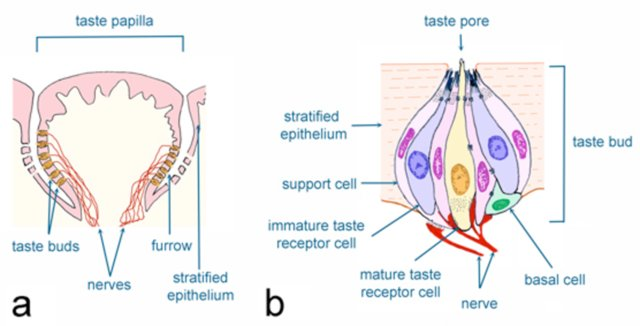 taste papilla
taste buds
nerves
furrow
stratified
epithelium
a
taste pore
stratified
epithelium
support cell
immature taste
receptor cell
mature taste
receptor cell
nerve
basal cell
taste bud
b